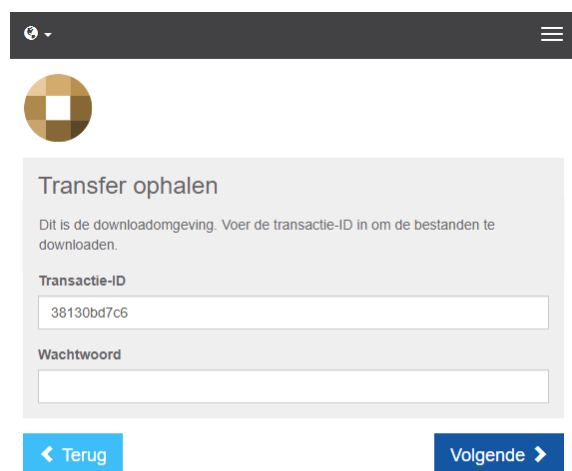 Transfer ophalen
Dit is de downloadomgeving. Voer de transactie-ID in om de bestanden te
downloaden.
Transactie-ID
38130bd7c6
Wachtwoord
Terug
Volgende